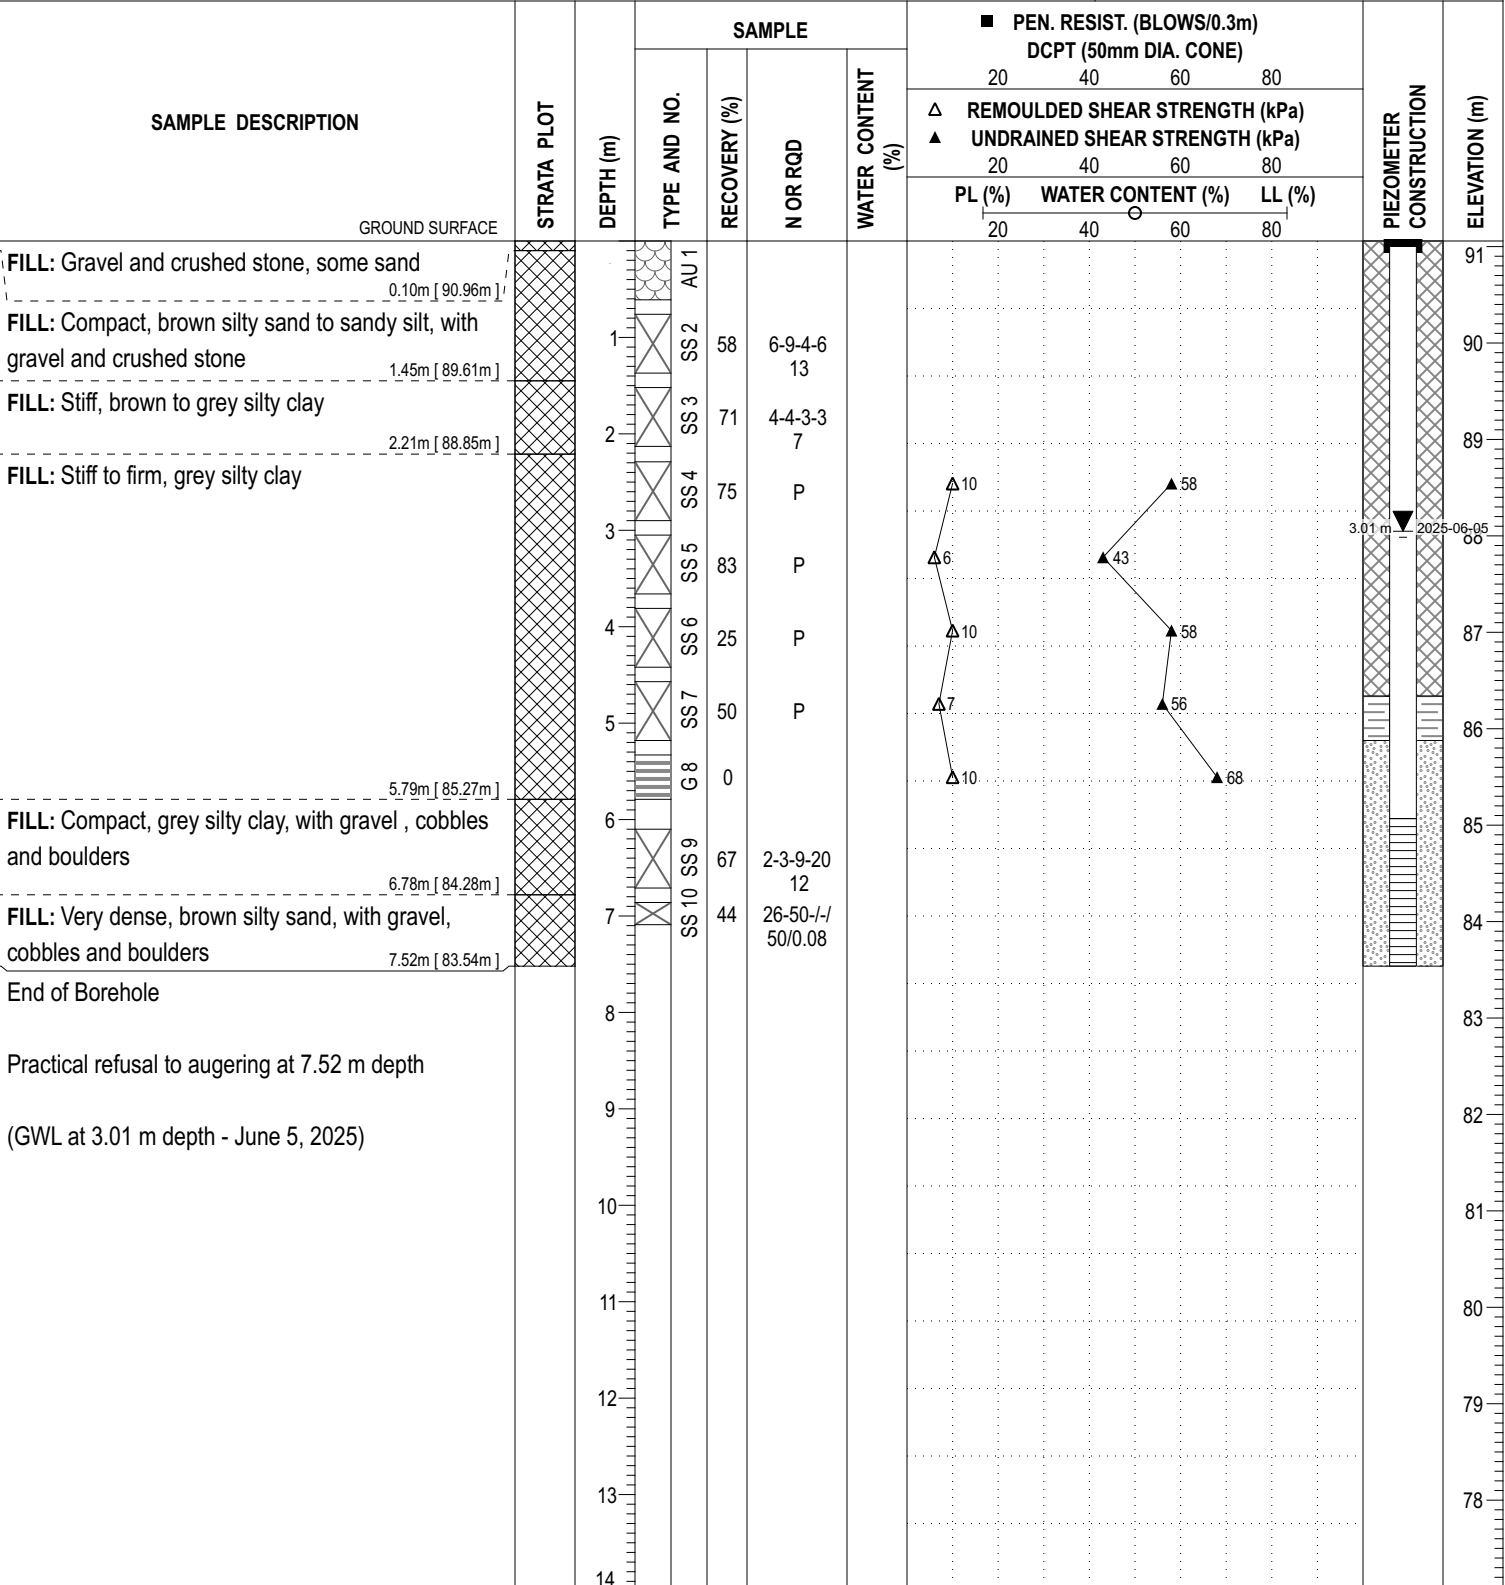 SAMPLE DESCRIPTION
GROUND SURFACE
STRATA PLOT
DEPTH (m)
SAMPLE
TYPE AND NO.
RECOVERY (%)
N OR RQD
WATER CONTENT
(%)
■ PEN. RESIST. (BLOWS/0.3m)
DCPT (50mm DIA. CONE)
20 40 60 80
△ REMOULDED SHEAR STRENGTH (kPa)
▲ UNDRAINED SHEAR STRENGTH (kPa)
20 40 60 80
PL (%) WATER CONTENT (%) LL (%)
20 40 60 80
PIEZOMETER
CONSTRUCTION
ELEVATION (m)
FILL: Gravel and crushed stone, some sand
0.10m [ 90.96m ]
FILL: Compact, brown silty sand to sandy silt, with
gravel and crushed stone
1.45m [ 89.61m ]
FILL: Stiff, brown to grey silty clay
2.21m [ 88.85m ]
FILL: Stiff to firm, grey silty clay
5.79m [ 85.27m ]
FILL: Compact, grey silty clay, with gravel , cobbles
and boulders
6.78m [ 84.28m ]
FILL: Very dense, brown silty sand, with gravel,
cobbles and boulders
7.52m [ 83.54m ]
End of Borehole
Practical refusal to augering at 7.52 m depth
(GWL at 3.01 m depth - June 5, 2025)
1
2
3
4
5
6
7
8
9
10
11
12
13
14
AU 1
SS 2
58
6-9-4-6
13
SS 3
71
4-4-3-3
7
SS 4
75
P
SS 5
83
P
SS 6
25
P
SS 7
50
P
G 8
0
SS 9
67
2-3-9-20
12
SS 10
44
26-50-/-/
50/0.08
10 58
6 43
10 58
7 56
10 68
3.01 m 2025-06-05
91
90
89
88
87
86
85
84
83
82
81
80
79
78